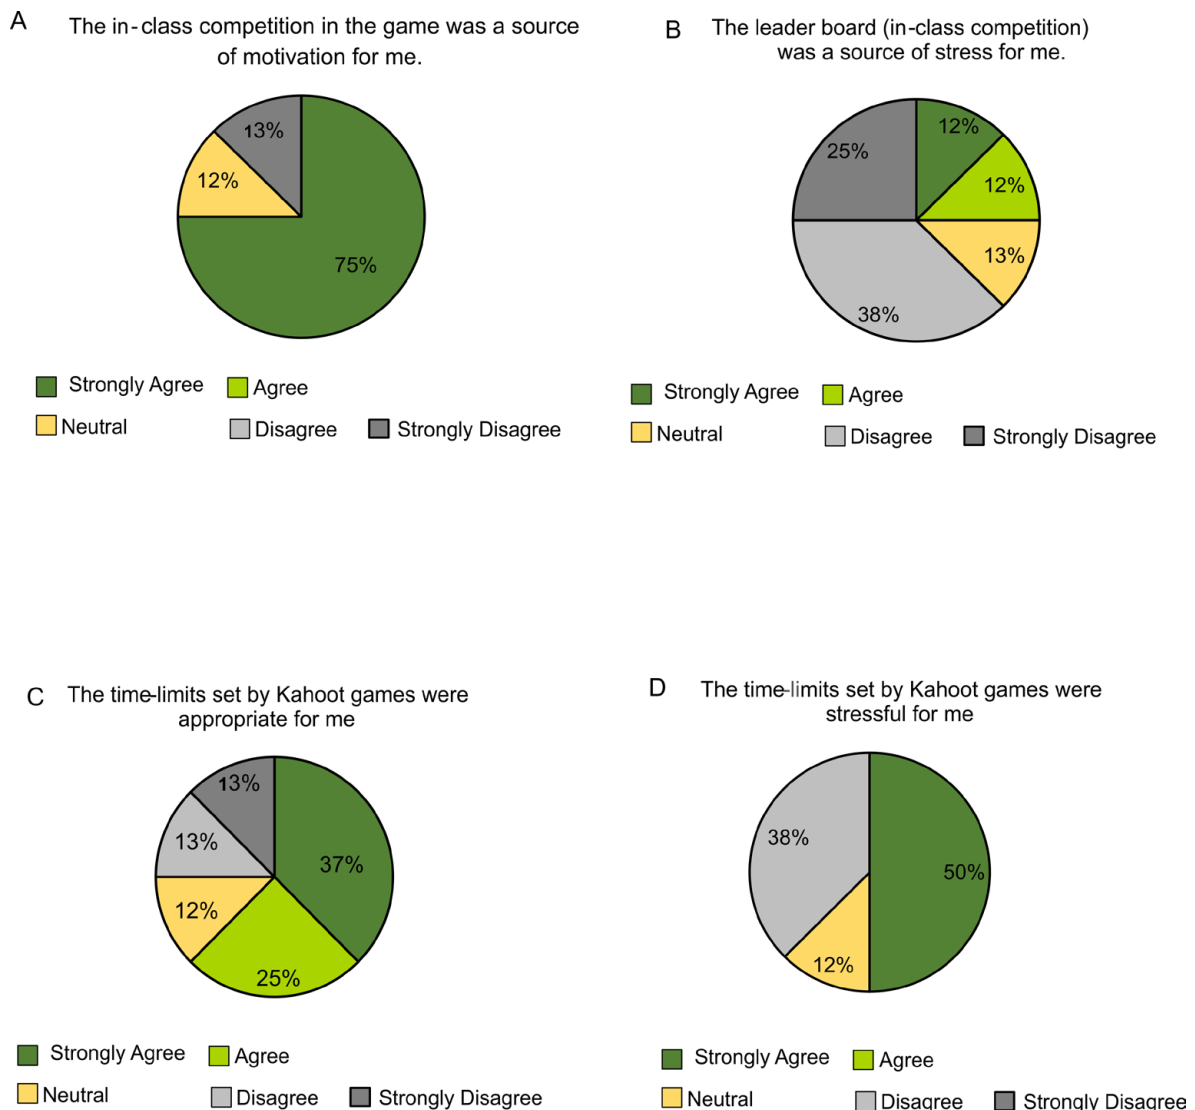 A
The in-class competition in the game was a source
of motivation for me.
13%
12%
75%
Strongly Agree
Agree
Neutral
Disagree
Strongly Disagree
B
The leader board (in-class competition)
was a source of stress for me.
12%
25%
12%
13%
38%
Strongly Agree
Agree
Neutral
Disagree
Strongly Disagree
C
The time-limits set by Kahoot games were
appropriate for me
13%
13%
37%
12%
25%
Strongly Agree
Agree
Neutral
Disagree
Strongly Disagree
D
The time-limits set by Kahoot games were
stressful for me
38%
50%
12%
Strongly Agree
Agree
Neutral
Disagree
Strongly Disagree